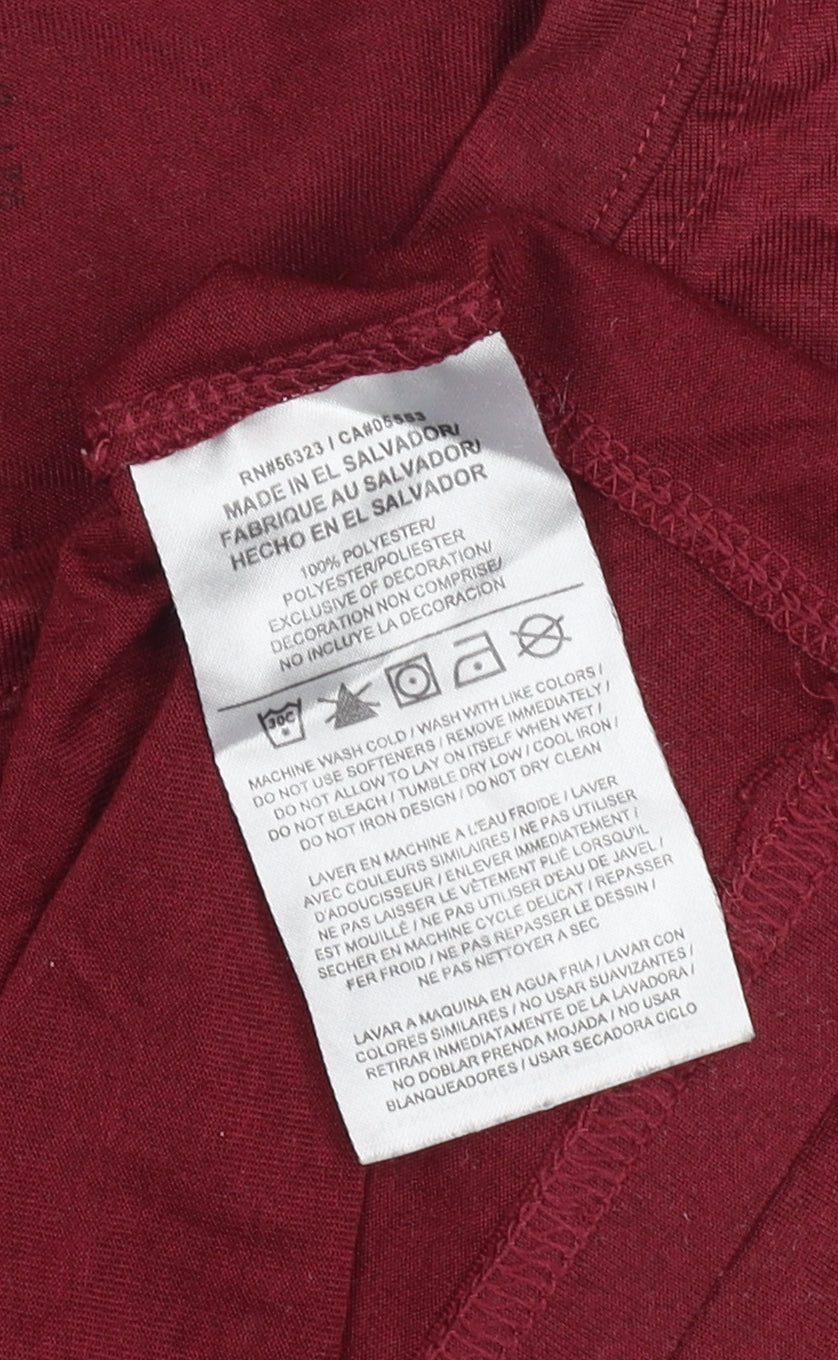 RN#56323 / CA#05553
MADE IN EL SALVADOR/
FABRIQUE AU SALVADOR/
HECHO EN EL SALVADOR
100% POLYESTER/
POLYESTER/POLIESTER
EXCLUSIVE OF DECORATION/
DECORATION NON COMPRISE/
NO INCLUYE LA DECORACIÓN
30C
MACHINE WASH COLD / WASH WITH LIKE COLORS /
DO NOT USE SOFTENERS / REMOVE IMMEDIATELY /
DO NOT ALLOW TO LAY ON ITSELF WHEN WET /
DO NOT BLEACH / TUMBLE DRY LOW / COOL IRON /
DO NOT IRON DESIGN / DO NOT DRY CLEAN
LAVER EN MACHINE A L'EAU FROIDE / LAVER
AVEC COULEURS SIMILAIRES / NE PAS UTILISER
D'ADOUCISSEUR / ENLEVER IMMEDIATEMENT /
NE PAS LAISSER LE VÊTEMENT PLIÉ LORSQU'IL
EST MOUILLÉ / NE PAS UTILISER D'EAU DE JAVEL /
SECHER EN MACHINE CYCLE DELICAT / REPASSER
FER FROID / NE PAS REPASSER LE DESSIN /
NE PAS NETTOYER A SEC
LAVAR A MAQUINA EN AGUA FRIA / LAVAR CON
COLORES SIMILARES / NO USAR SUAVIZANTES /
RETIRAR INMEDIATAMENTE DE LA LAVADORA /
NO DOBLAR PRENDA MOJADA / NO USAR
BLANQUEADORES / USAR SECADORA CICLO